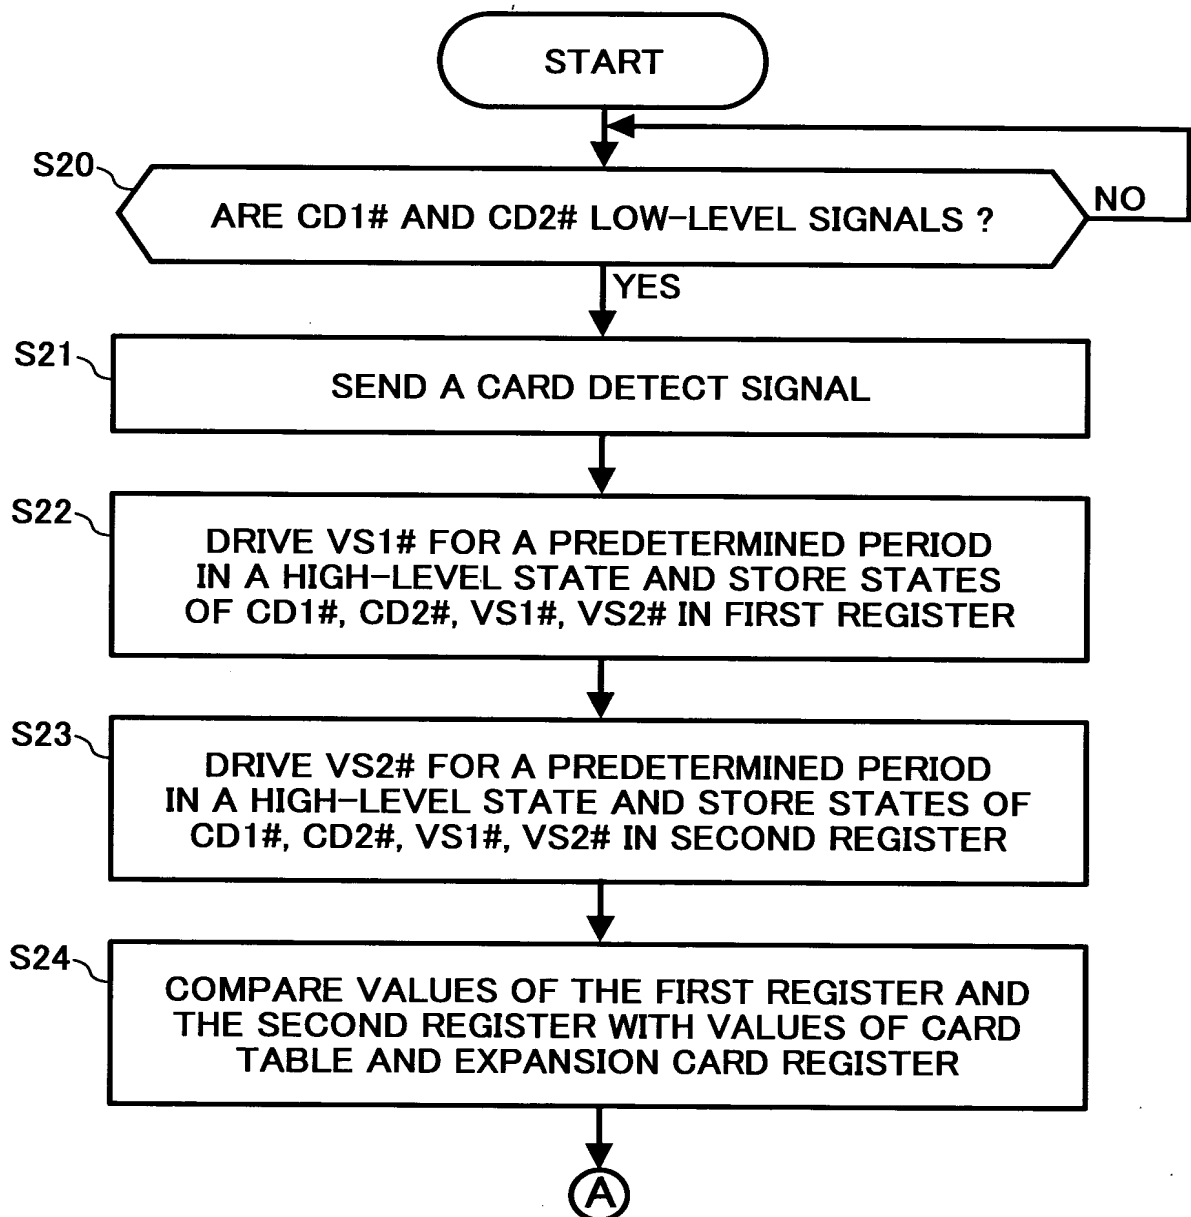 START
S20
ARE CD1# AND CD2# LOW-LEVEL SIGNALS ?
NO
YES
S21
SEND A CARD DETECT SIGNAL
S22
DRIVE VS1# FOR A PREDETERMINED PERIOD
IN A HIGH-LEVEL STATE AND STORE STATES
OF CD1#, CD2#, VS1#, VS2# IN FIRST REGISTER
S23
DRIVE VS2# FOR A PREDETERMINED PERIOD
IN A HIGH-LEVEL STATE AND STORE STATES OF
CD1#, CD2#, VS1#, VS2# IN SECOND REGISTER
S24
COMPARE VALUES OF THE FIRST REGISTER AND
THE SECOND REGISTER WITH VALUES OF CARD
TABLE AND EXPANSION CARD REGISTER
A